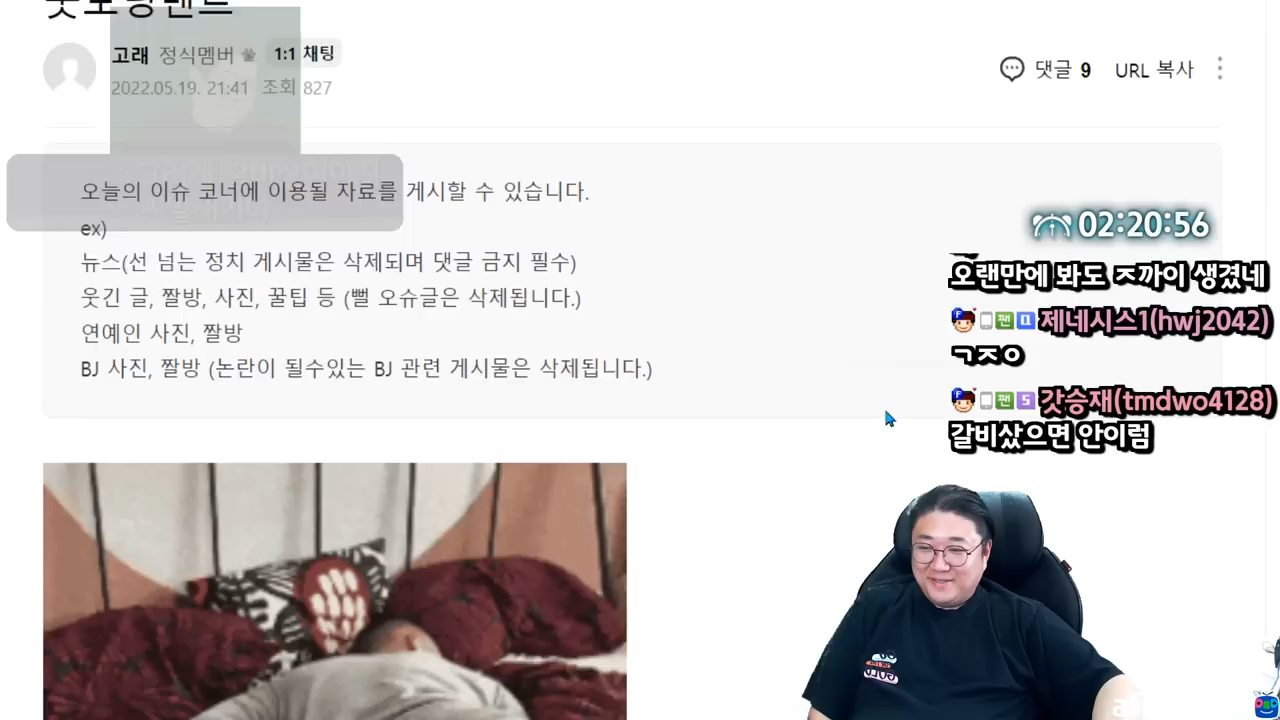 고래 정식멤버 1:1 채팅
2022.05.19. 21:41 조회 827
댓글 9 URL 복사
오늘의 이슈 코너에 이용될 자료를 게시할 수 있습니다.
ex)
뉴스(선 넘는 정치 게시물은 삭제되며 댓글 금지 필수)
웃긴 글, 짤방, 사진, 꿀팁 등 (뻘 오슈글은 삭제됩니다.)
연예인 사진, 짤방
BJ 사진, 짤방 (논란이 될수있는 BJ 관련 게시물은 삭제됩니다.)
02:20:56
오랜만에 봐도 ㅈ까이 생겼네
F 팬 1 제네시스1(hwj2042)
ㄱㅈㅇ
F 팬 5 갓승재(tmdwo4128)
갈비샀으면 안이럼